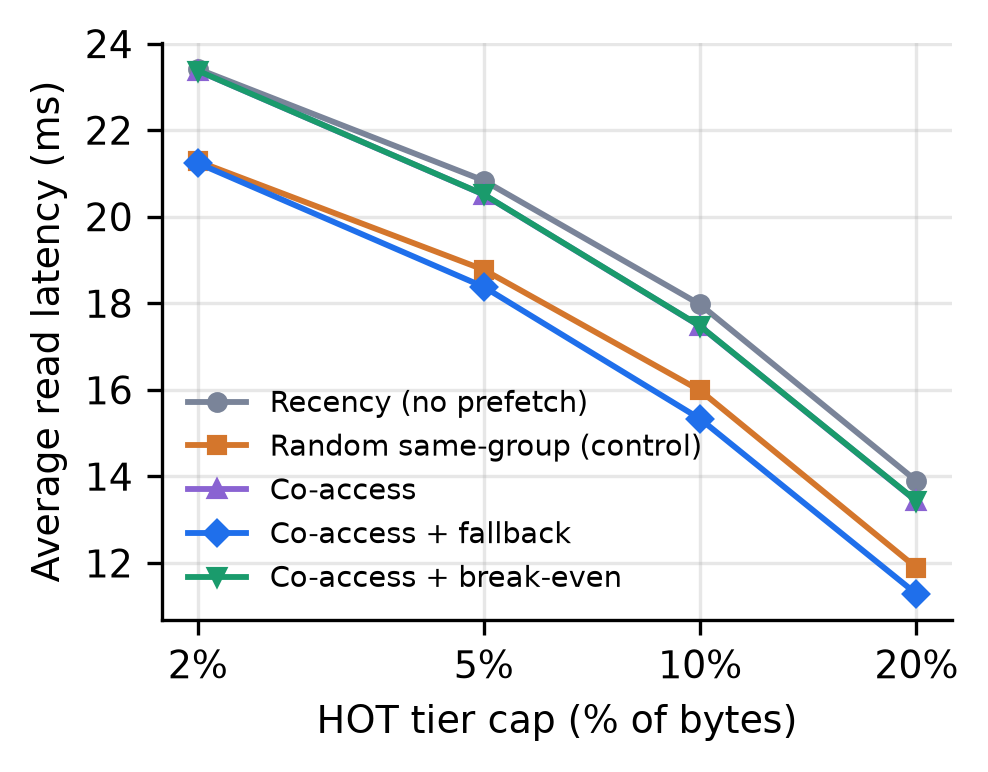 Average read latency (ms)
24
22
20
18
16
14
12
Recency (no prefetch)
Random same-group (control)
Co-access
Co-access + fallback
Co-access + break-even
2%
5%
10%
20%
HOT tier cap (% of bytes)